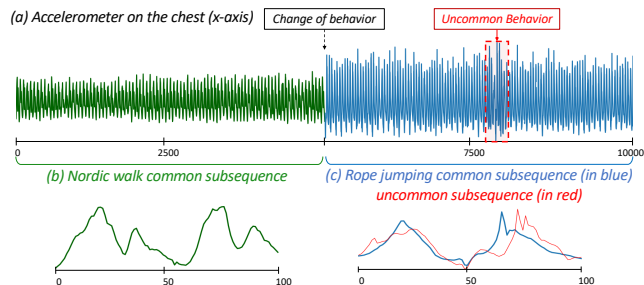 (a) Accelerometer on the chest (x-axis)
Change of behavior
Uncommon Behavior
0 2500 7500 10000
(b) Nordic walk common subsequence
(c) Rope jumping common subsequence (in blue)
uncommon subsequence (in red)
0 50 100
0 50 100